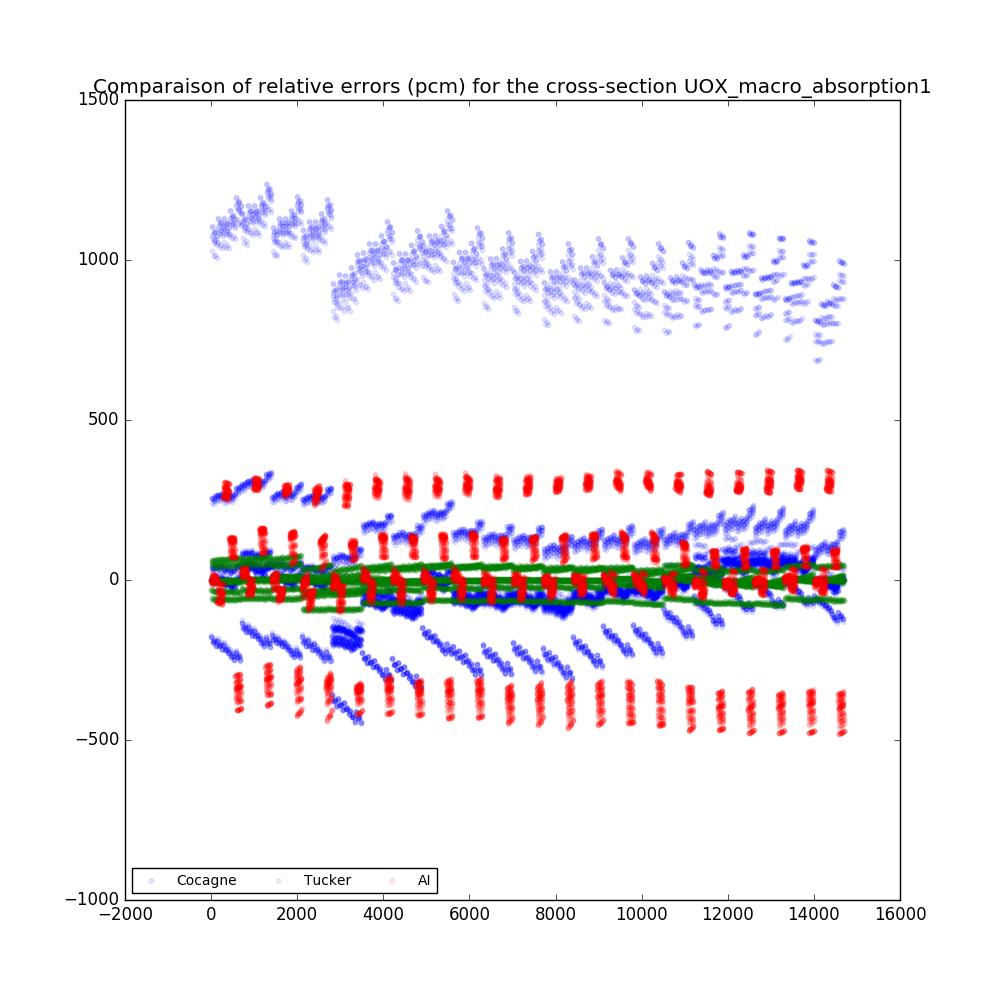 Comparaison of relative errors (pcm) for the cross-section UOX_macro_absorption1
1500
1000
500
0
−500
−1000
−2000 0 2000 4000 6000 8000 10000 12000 14000 16000
Cocagne Tucker AI